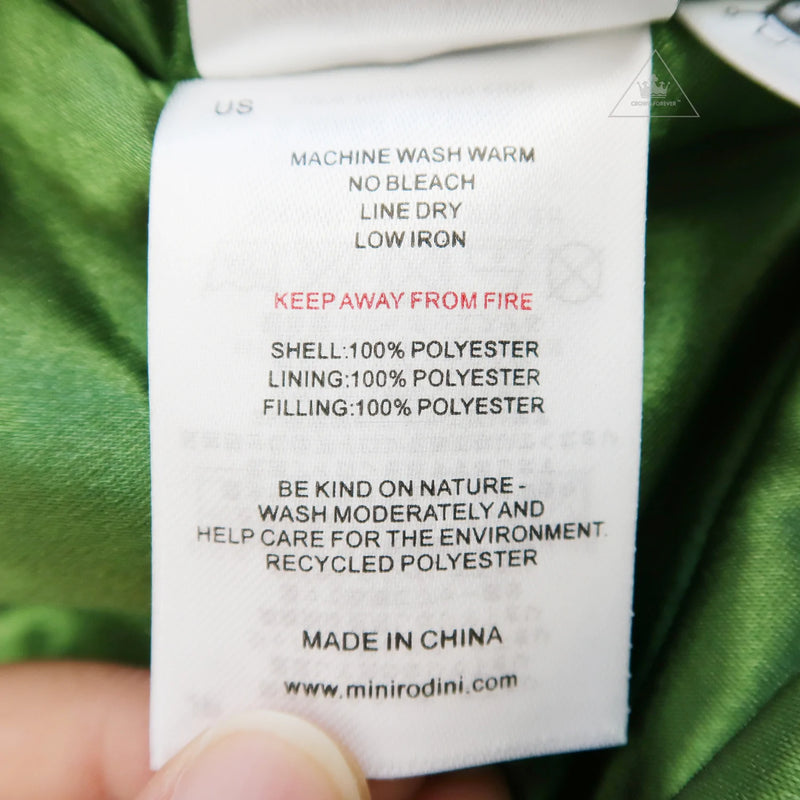 US
CROWN FOREVER™
MACHINE WASH WARM
NO BLEACH
LINE DRY
LOW IRON
KEEP AWAY FROM FIRE
SHELL:100% POLYESTER
LINING:100% POLYESTER
FILLING:100% POLYESTER
BE KIND ON NATURE -
WASH MODERATELY AND
HELP CARE FOR THE ENVIRONMENT.
RECYCLED POLYESTER
MADE IN CHINA
www.minirodini.com